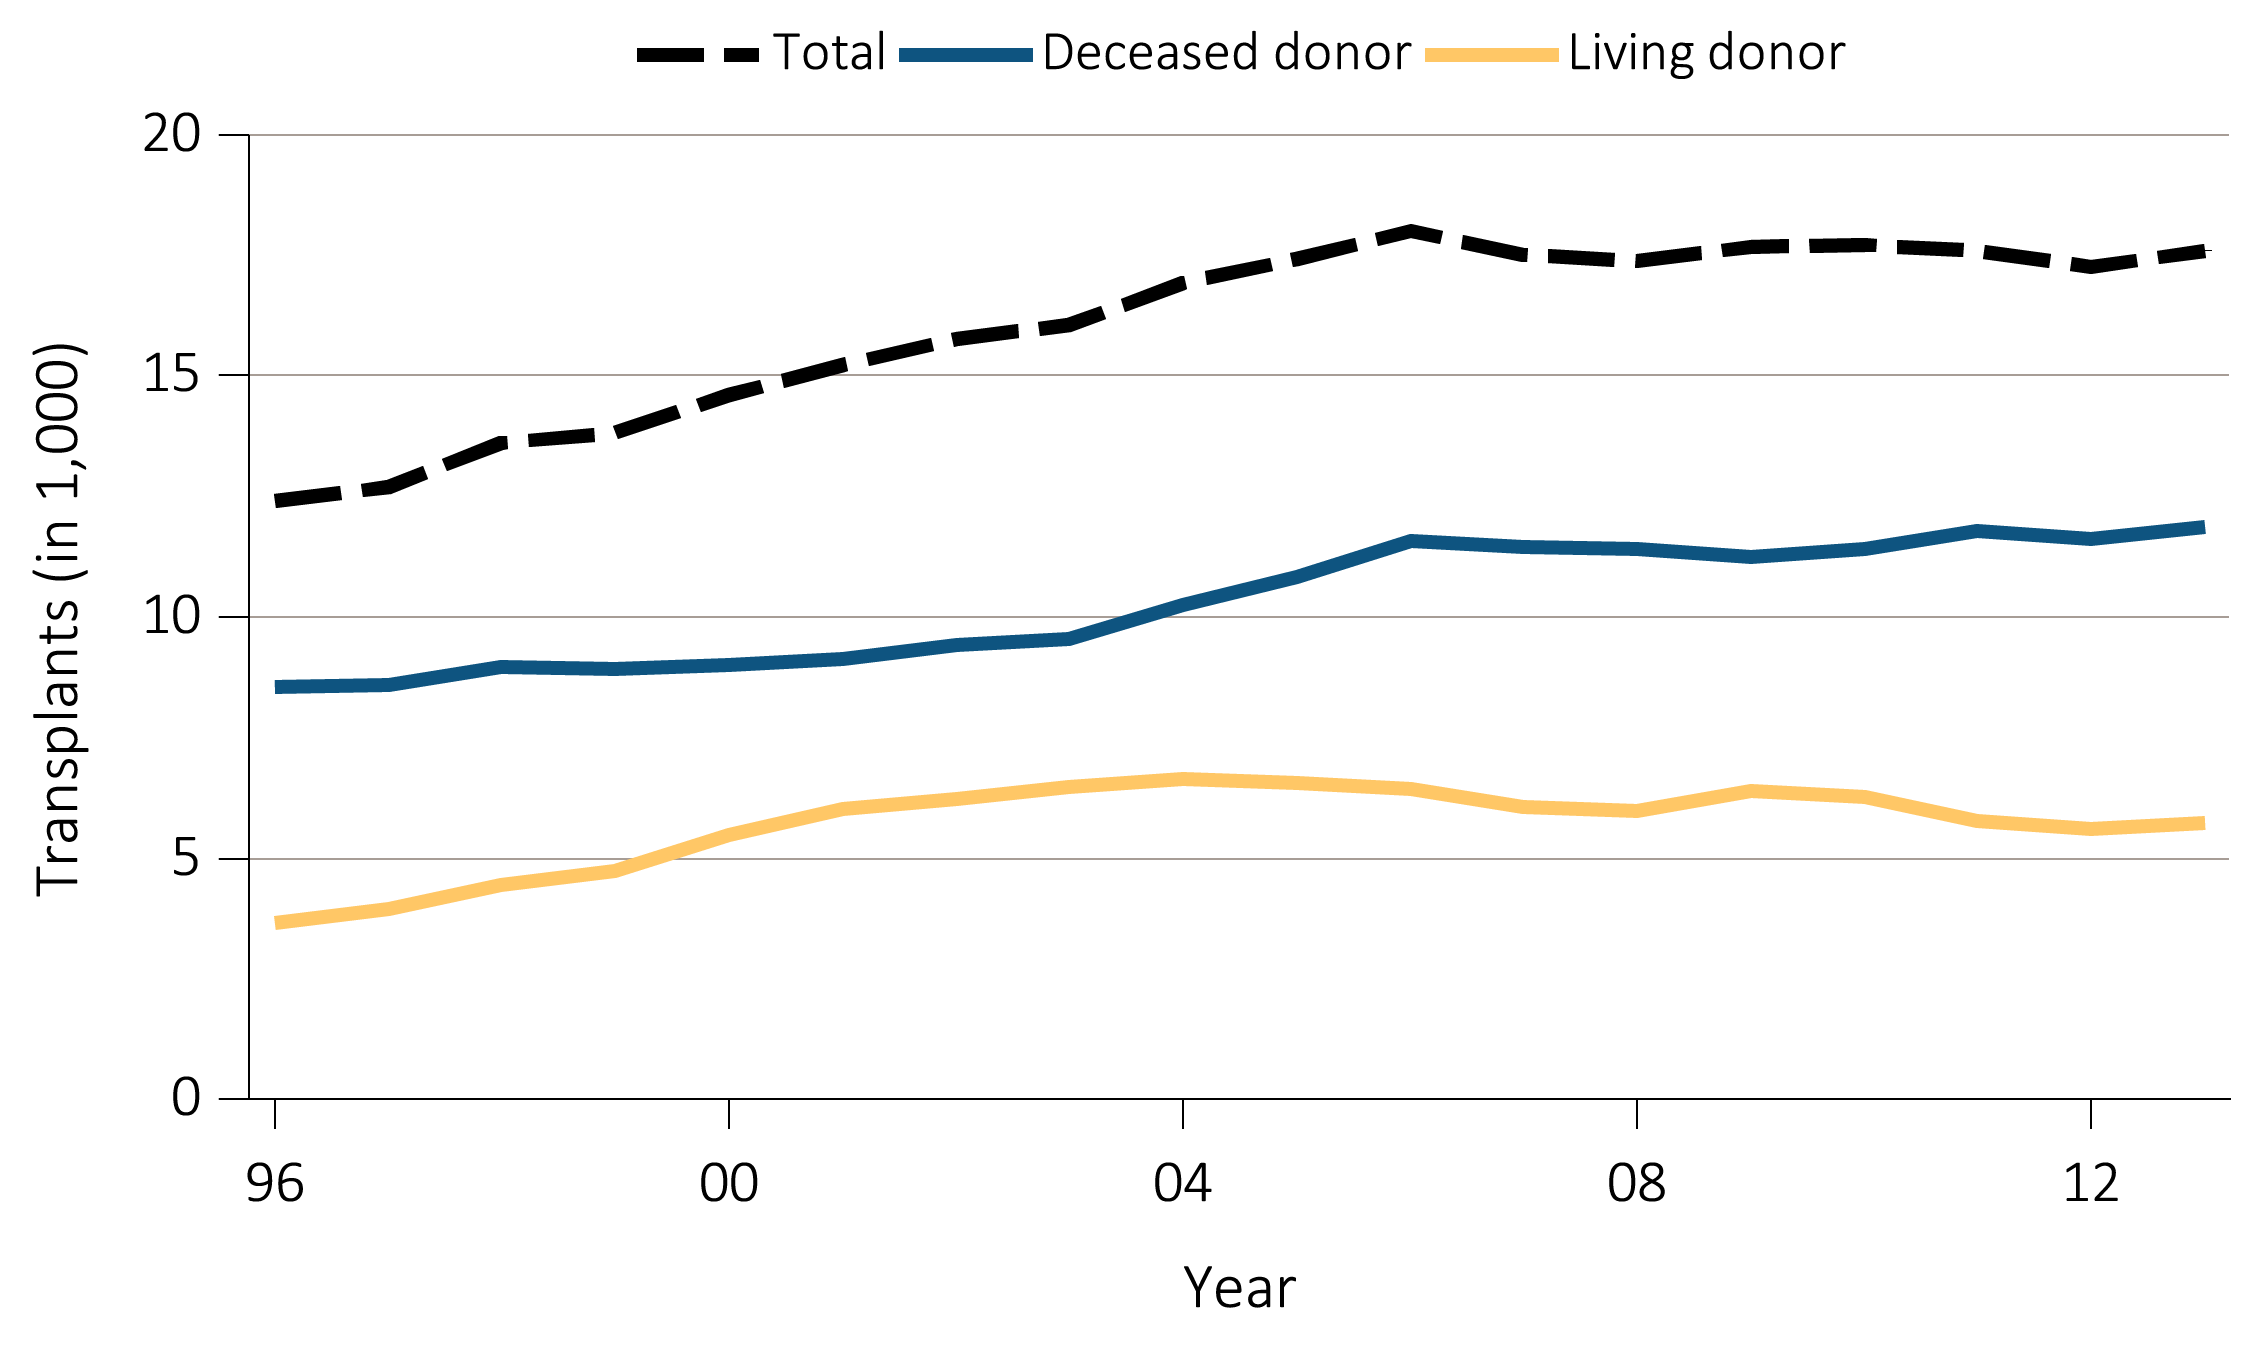 Total Deceased donor Living donor
20
15
10
5
0
Transplants (in 1,000)
96 00 04 08 12
Year